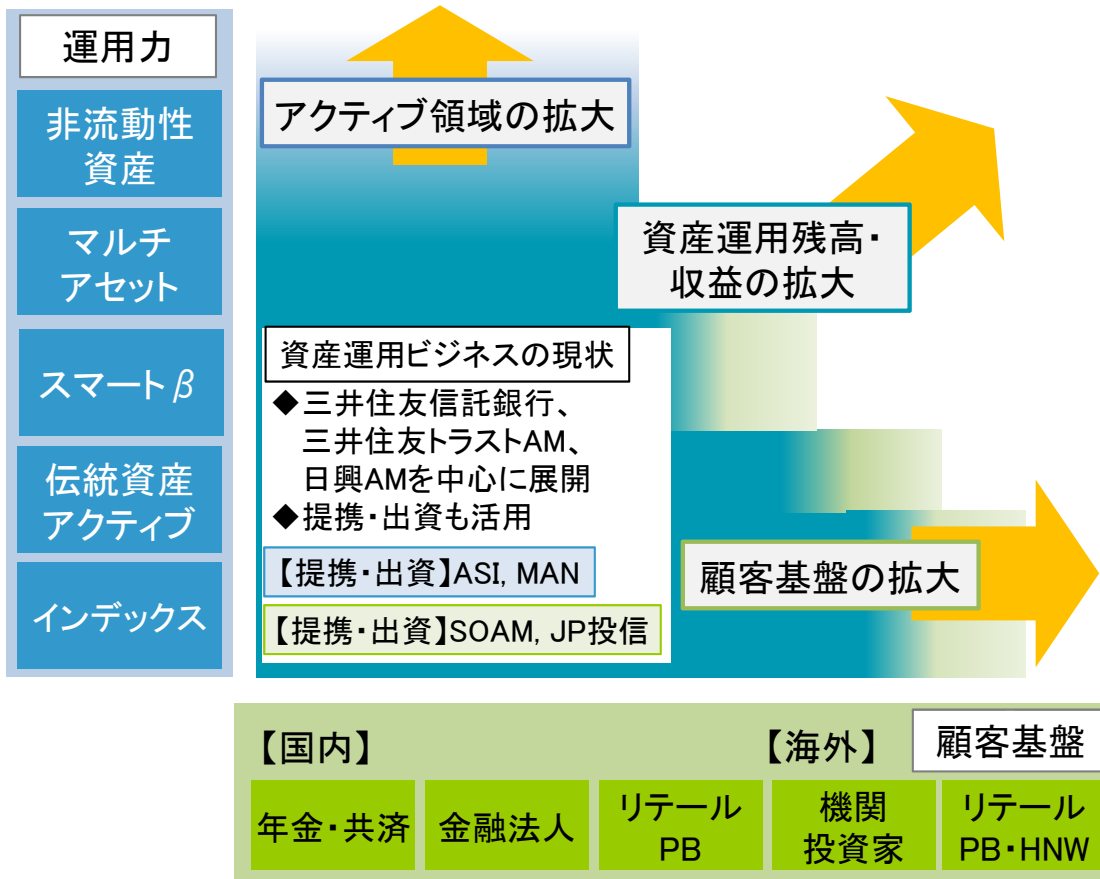 運用力
非流動性
資産
マルチ
アセット
スマートβ
伝統資産
アクティブ
インデックス
アクティブ領域の拡大
資産運用残高・
収益の拡大
資産運用ビジネスの現状
◆三井住友信託銀行、
三井住友トラストAM、
日興AMを中心に展開
◆提携・出資も活用
【提携・出資】ASI, MAN
【提携・出資】SOAM, JP投信
顧客基盤の拡大
【国内】
【海外】
顧客基盤
年金・共済
金融法人
リテール
PB
機関
投資家
リテール
PB・HNW